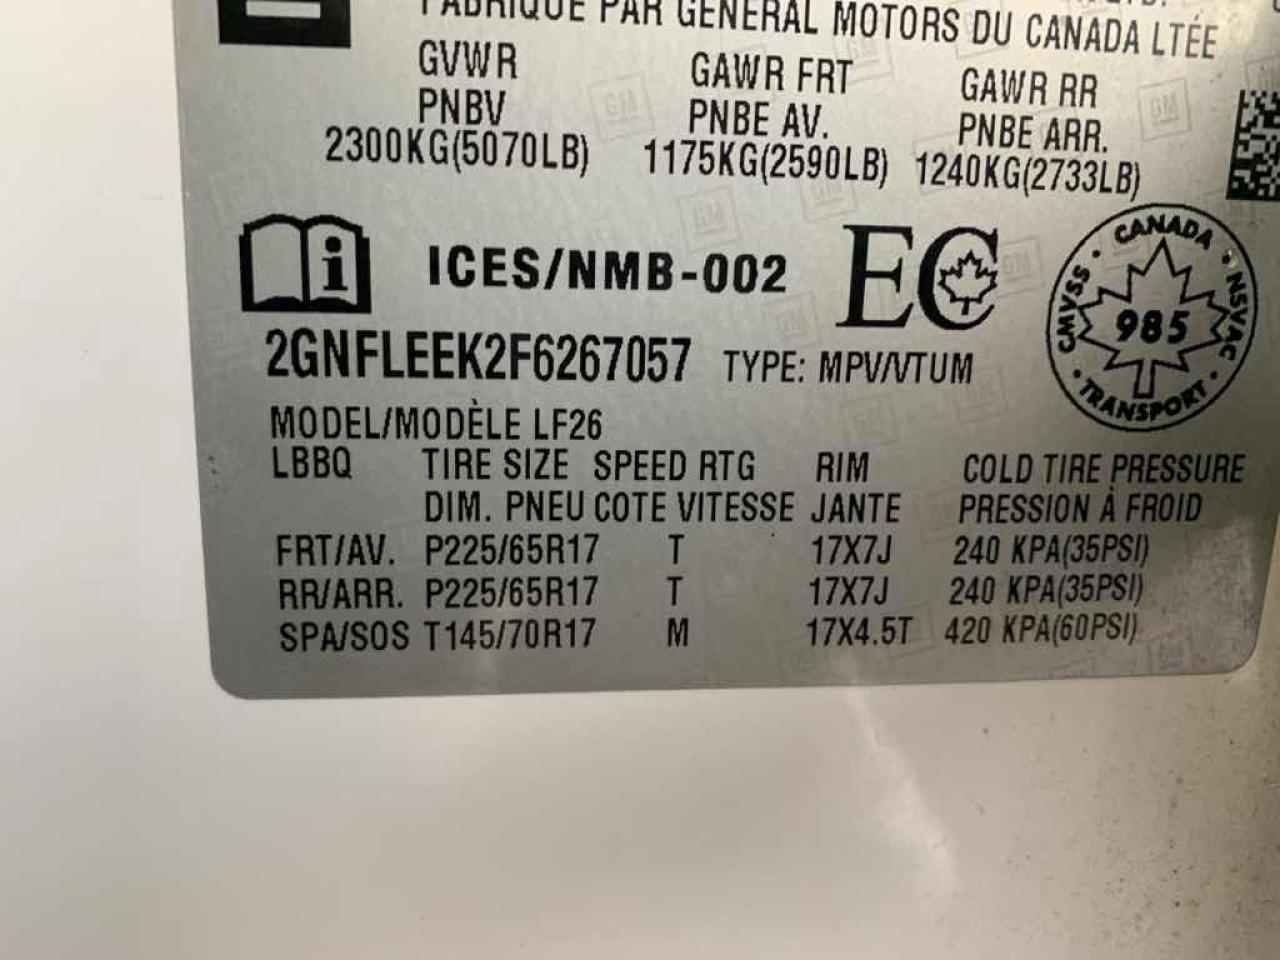 FABRIQUÉ PAR GENERAL MOTORS DU CANADA LTÉE
GVWR GAWR FRT GAWR RR
PNBV PNBE AV. PNBE ARR.
2300KG(5070LB) 1175KG(2590LB) 1240KG(2733LB)
ICES/NMB-002 EC
CANADA
CMVSS 985 NSVAC
TRANSPORT
2GNFLEEK2F6267057 TYPE: MPV/VTUM
MODEL/MODÈLE LF26
LBBQ TIRE SIZE SPEED RTG RIM COLD TIRE PRESSURE
DIM. PNEU COTE VITESSE JANTE PRESSION À FROID
FRT/AV. P225/65R17 T 17X7J 240 KPA(35PSI)
RR/ARR. P225/65R17 T 17X7J 240 KPA(35PSI)
SPA/SOS T145/70R17 M 17X4.5T 420 KPA(60PSI)